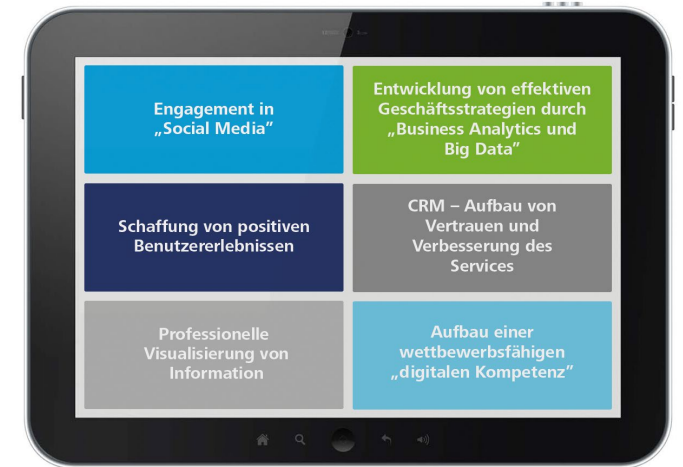 Engagement in
„Social Media”
Entwicklung von effektiven
Geschäftsstrategien durch
„Business Analytics und
Big Data”
Schaffung von positiven
Benutzererlebnissen
CRM – Aufbau von
Vertrauen und
Verbesserung des
Services
Professionelle
Visualisierung von
Information
Aufbau einer
wettbewerbsfähigen
„digitalen Kompetenz”